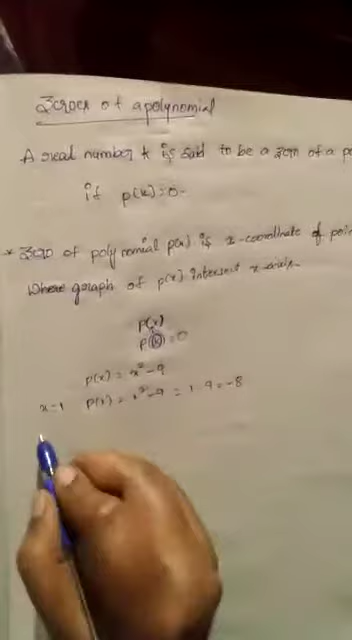 Zeroes of a polynomial
A real number k is said to be a zero of a
if p(k)=0.
* Zero of polynomial p(x) is x-coordinate of
Where graph of p(x) intersect x-axis.
p(x)
p(k)=0
p(x) = x²-9
x=1 p(1) = 1²-9 = 1-9=-8